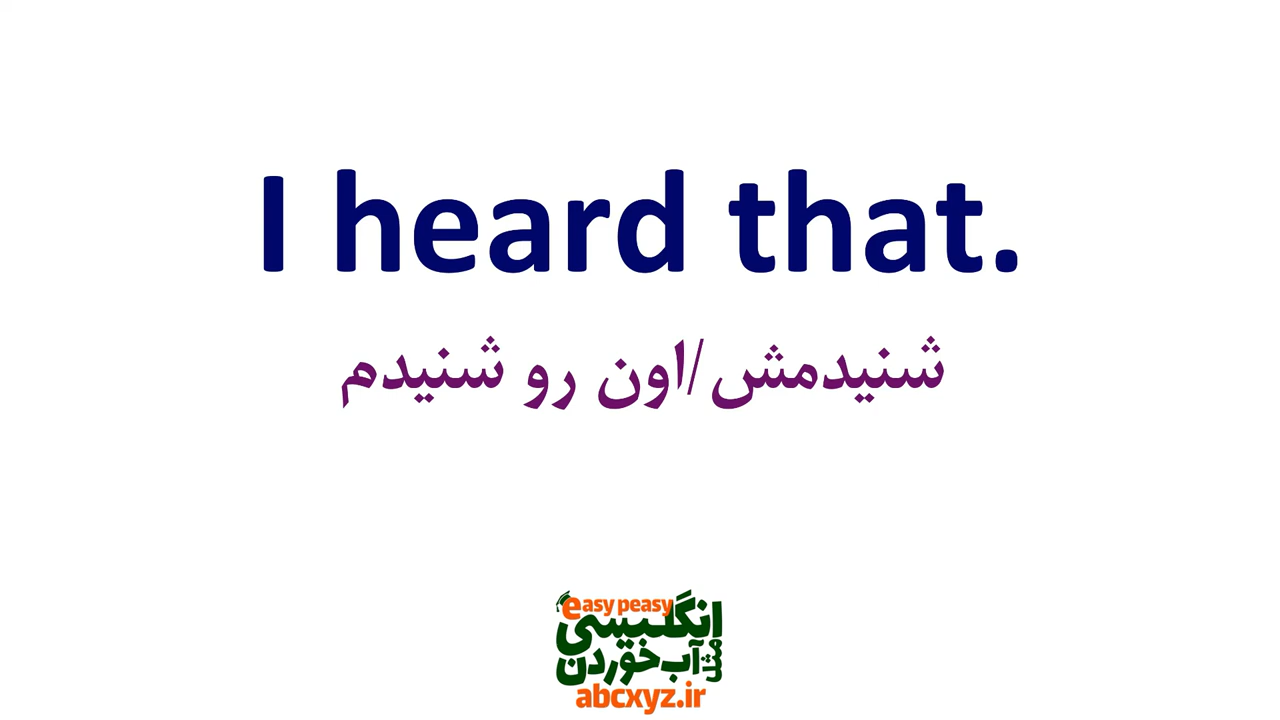 I heard that.
شنیدمش/اون رو شنیدم
easy peasy
انگلیسی
مثل آب خوردن
abcxyz.ir